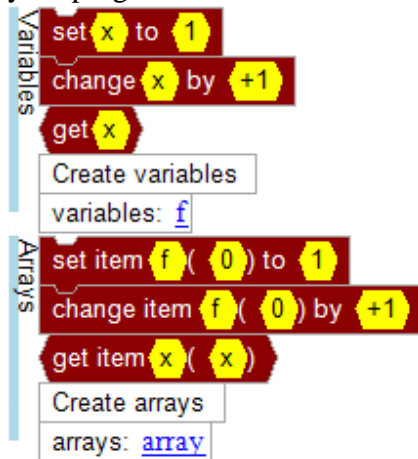 Variables
set x to 1
change x by +1
get x
Create variables
variables: f
Arrays
set item f ( 0 ) to 1
change item f ( 0 ) by +1
get item x ( x )
Create arrays
arrays: array